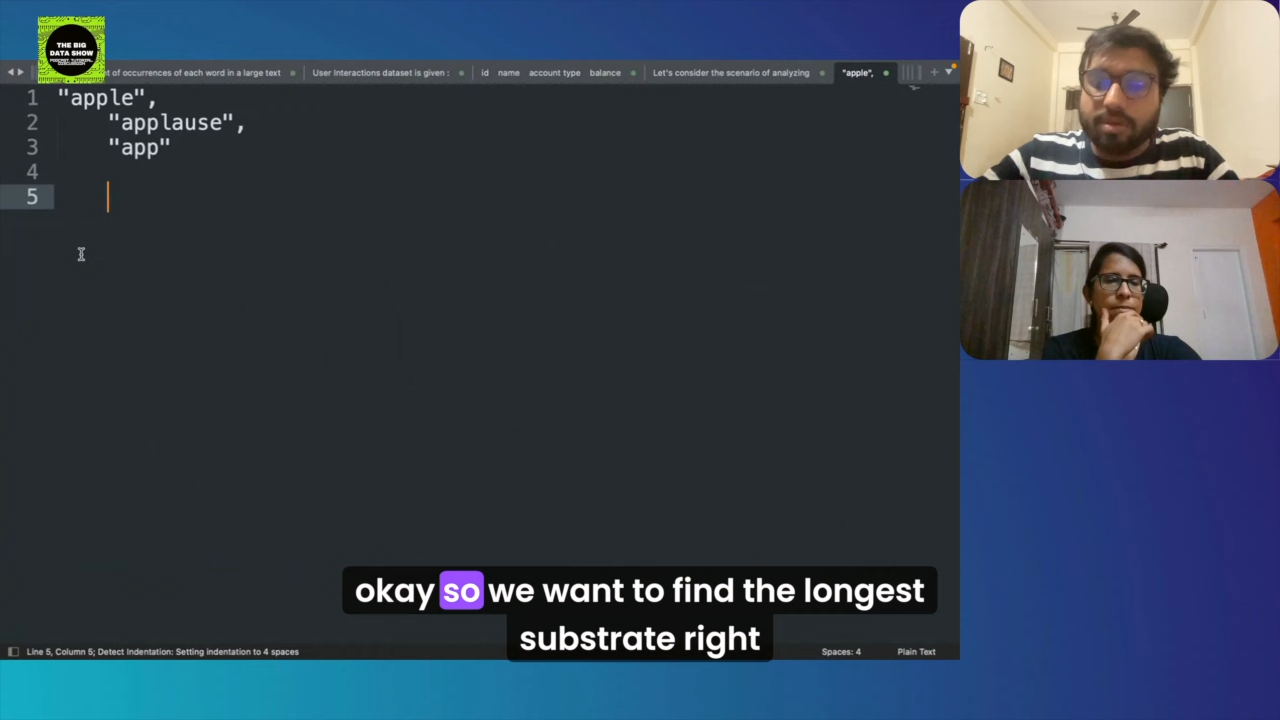 THE BIG
DATA SHOW
PODCAST, TUTORIAL,
DISCUSSION
t of occurrences of each word in a large text
User Interactions dataset is given :
id name account type balance
Let's consider the scenario of analyzing
"apple",
1 "apple",
2 "applause",
3 "app"
4
5
okay so we want to find the longest
substrate right
Line 5, Column 5; Detect Indentation: Setting indentation to 4 spaces
Spaces: 4
Plain Text